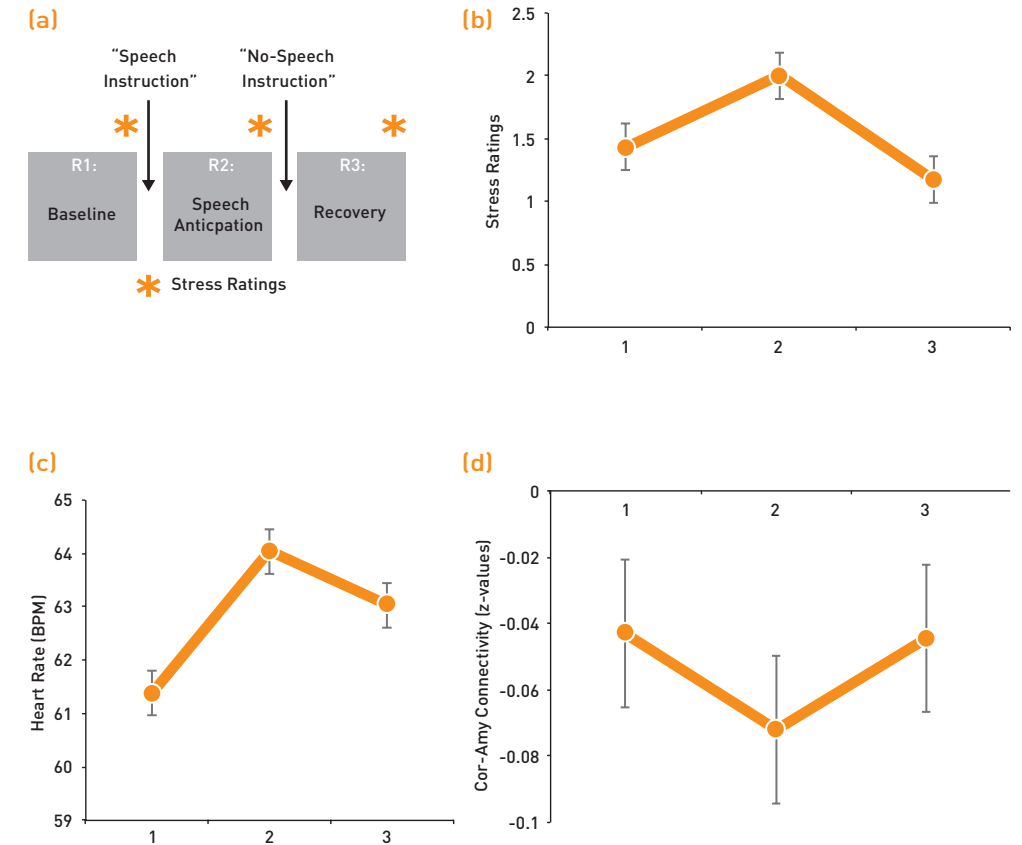 (a)
“Speech
Instruction”
“No-Speech
Instruction”
R1:
Baseline
R2:
Speech
Anticpation
R3:
Recovery
Stress Ratings
(b)
Stress Ratings
2.5
2
1.5
1
0.5
0
1
2
3
(c)
Heart Rate (BPM)
65
64
63
62
61
60
59
1
2
3
(d)
Cor-Amy Connectivity (z-values)
0
-0.02
-0.04
-0.06
-0.08
-0.1
1
2
3